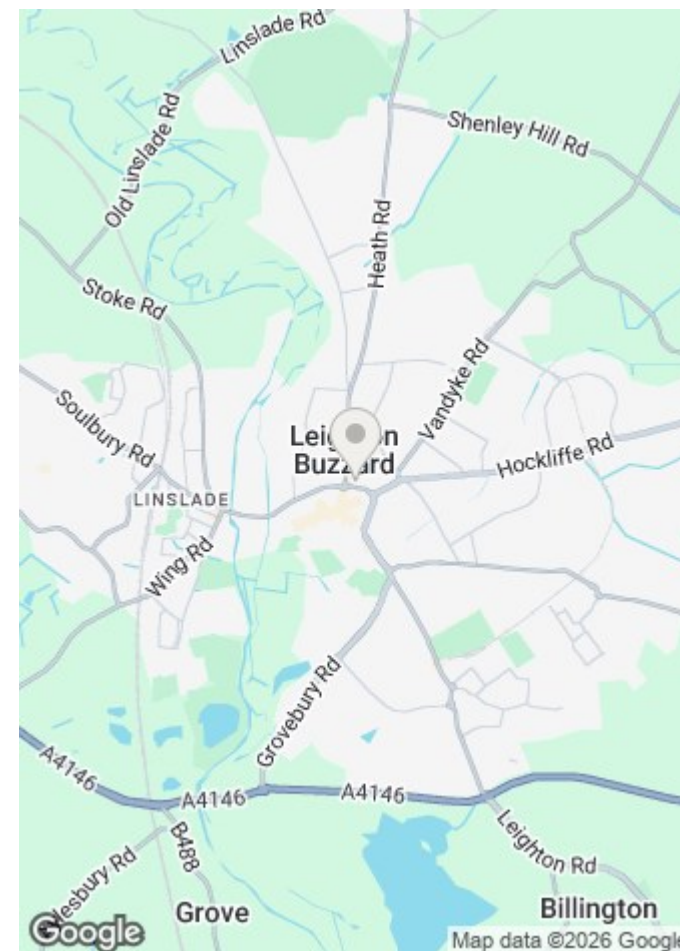 Linslade Rd
Old Linslade Rd
Shenley Hill Rd
Heath Rd
Stoke Rd
Vandyke Rd
Soulbury Rd
Leighton
Buzzard
Hockliffe Rd
LINSLADE
Wing Rd
Grovebury Rd
A4146
A4146
A4146
B488
Leighton Rd
lesbury Rd
Grove
Billington
Google
Map data ©2026 Google